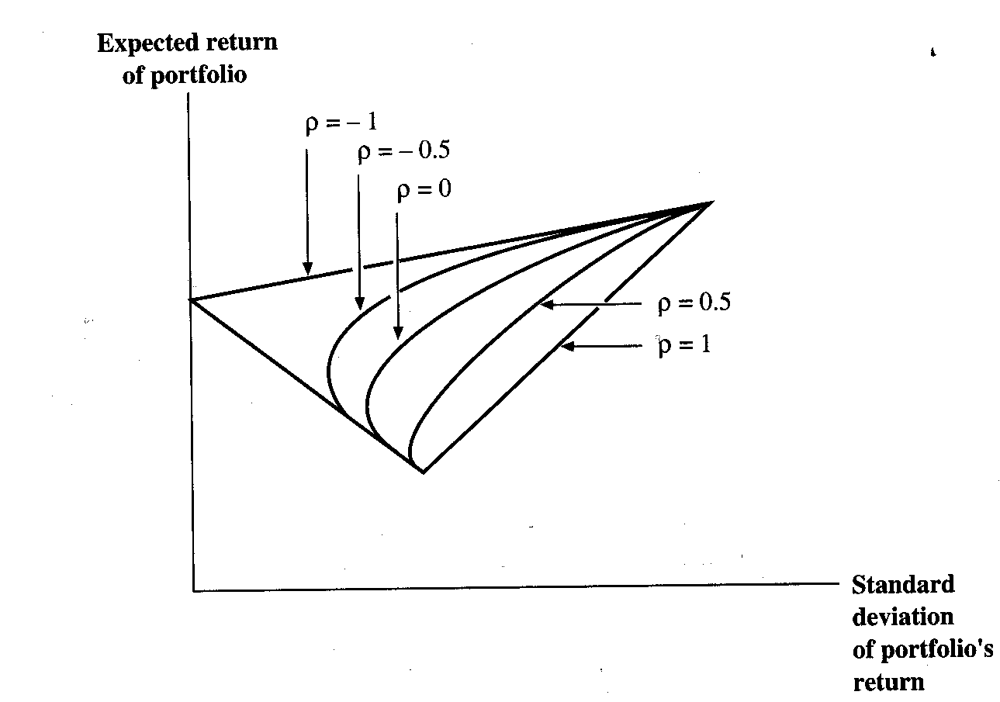 Expected return
of portfolio
ρ = – 1
ρ = – 0.5
ρ = 0
ρ = 0.5
ρ = 1
Standard
deviation
of portfolio's
return